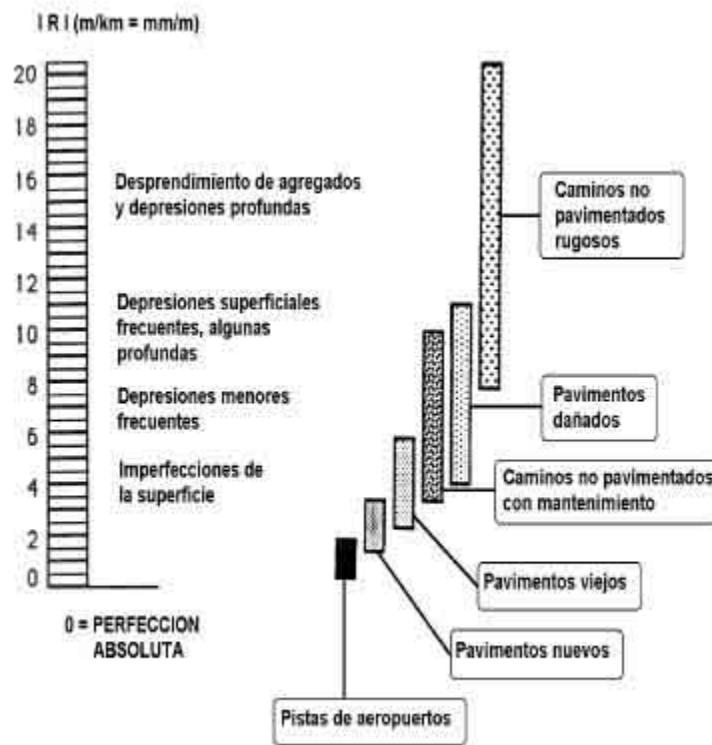 I R I (m/km = mm/m)
20
18
16
14
12
10
8
6
4
2
0
Desprendimiento de agregados
y depresiones profundas
Depresiones superficiales
frecuentes, algunas
profundas
Depresiones menores
frecuentes
Imperfecciones de
la superficie
0 = PERFECCION
ABSOLUTA
Caminos no
pavimentados
rugosos
Pavimentos
dañados
Caminos no pavimentados
con mantenimiento
Pavimentos viejos
Pavimentos nuevos
Pistas de aeropuertos